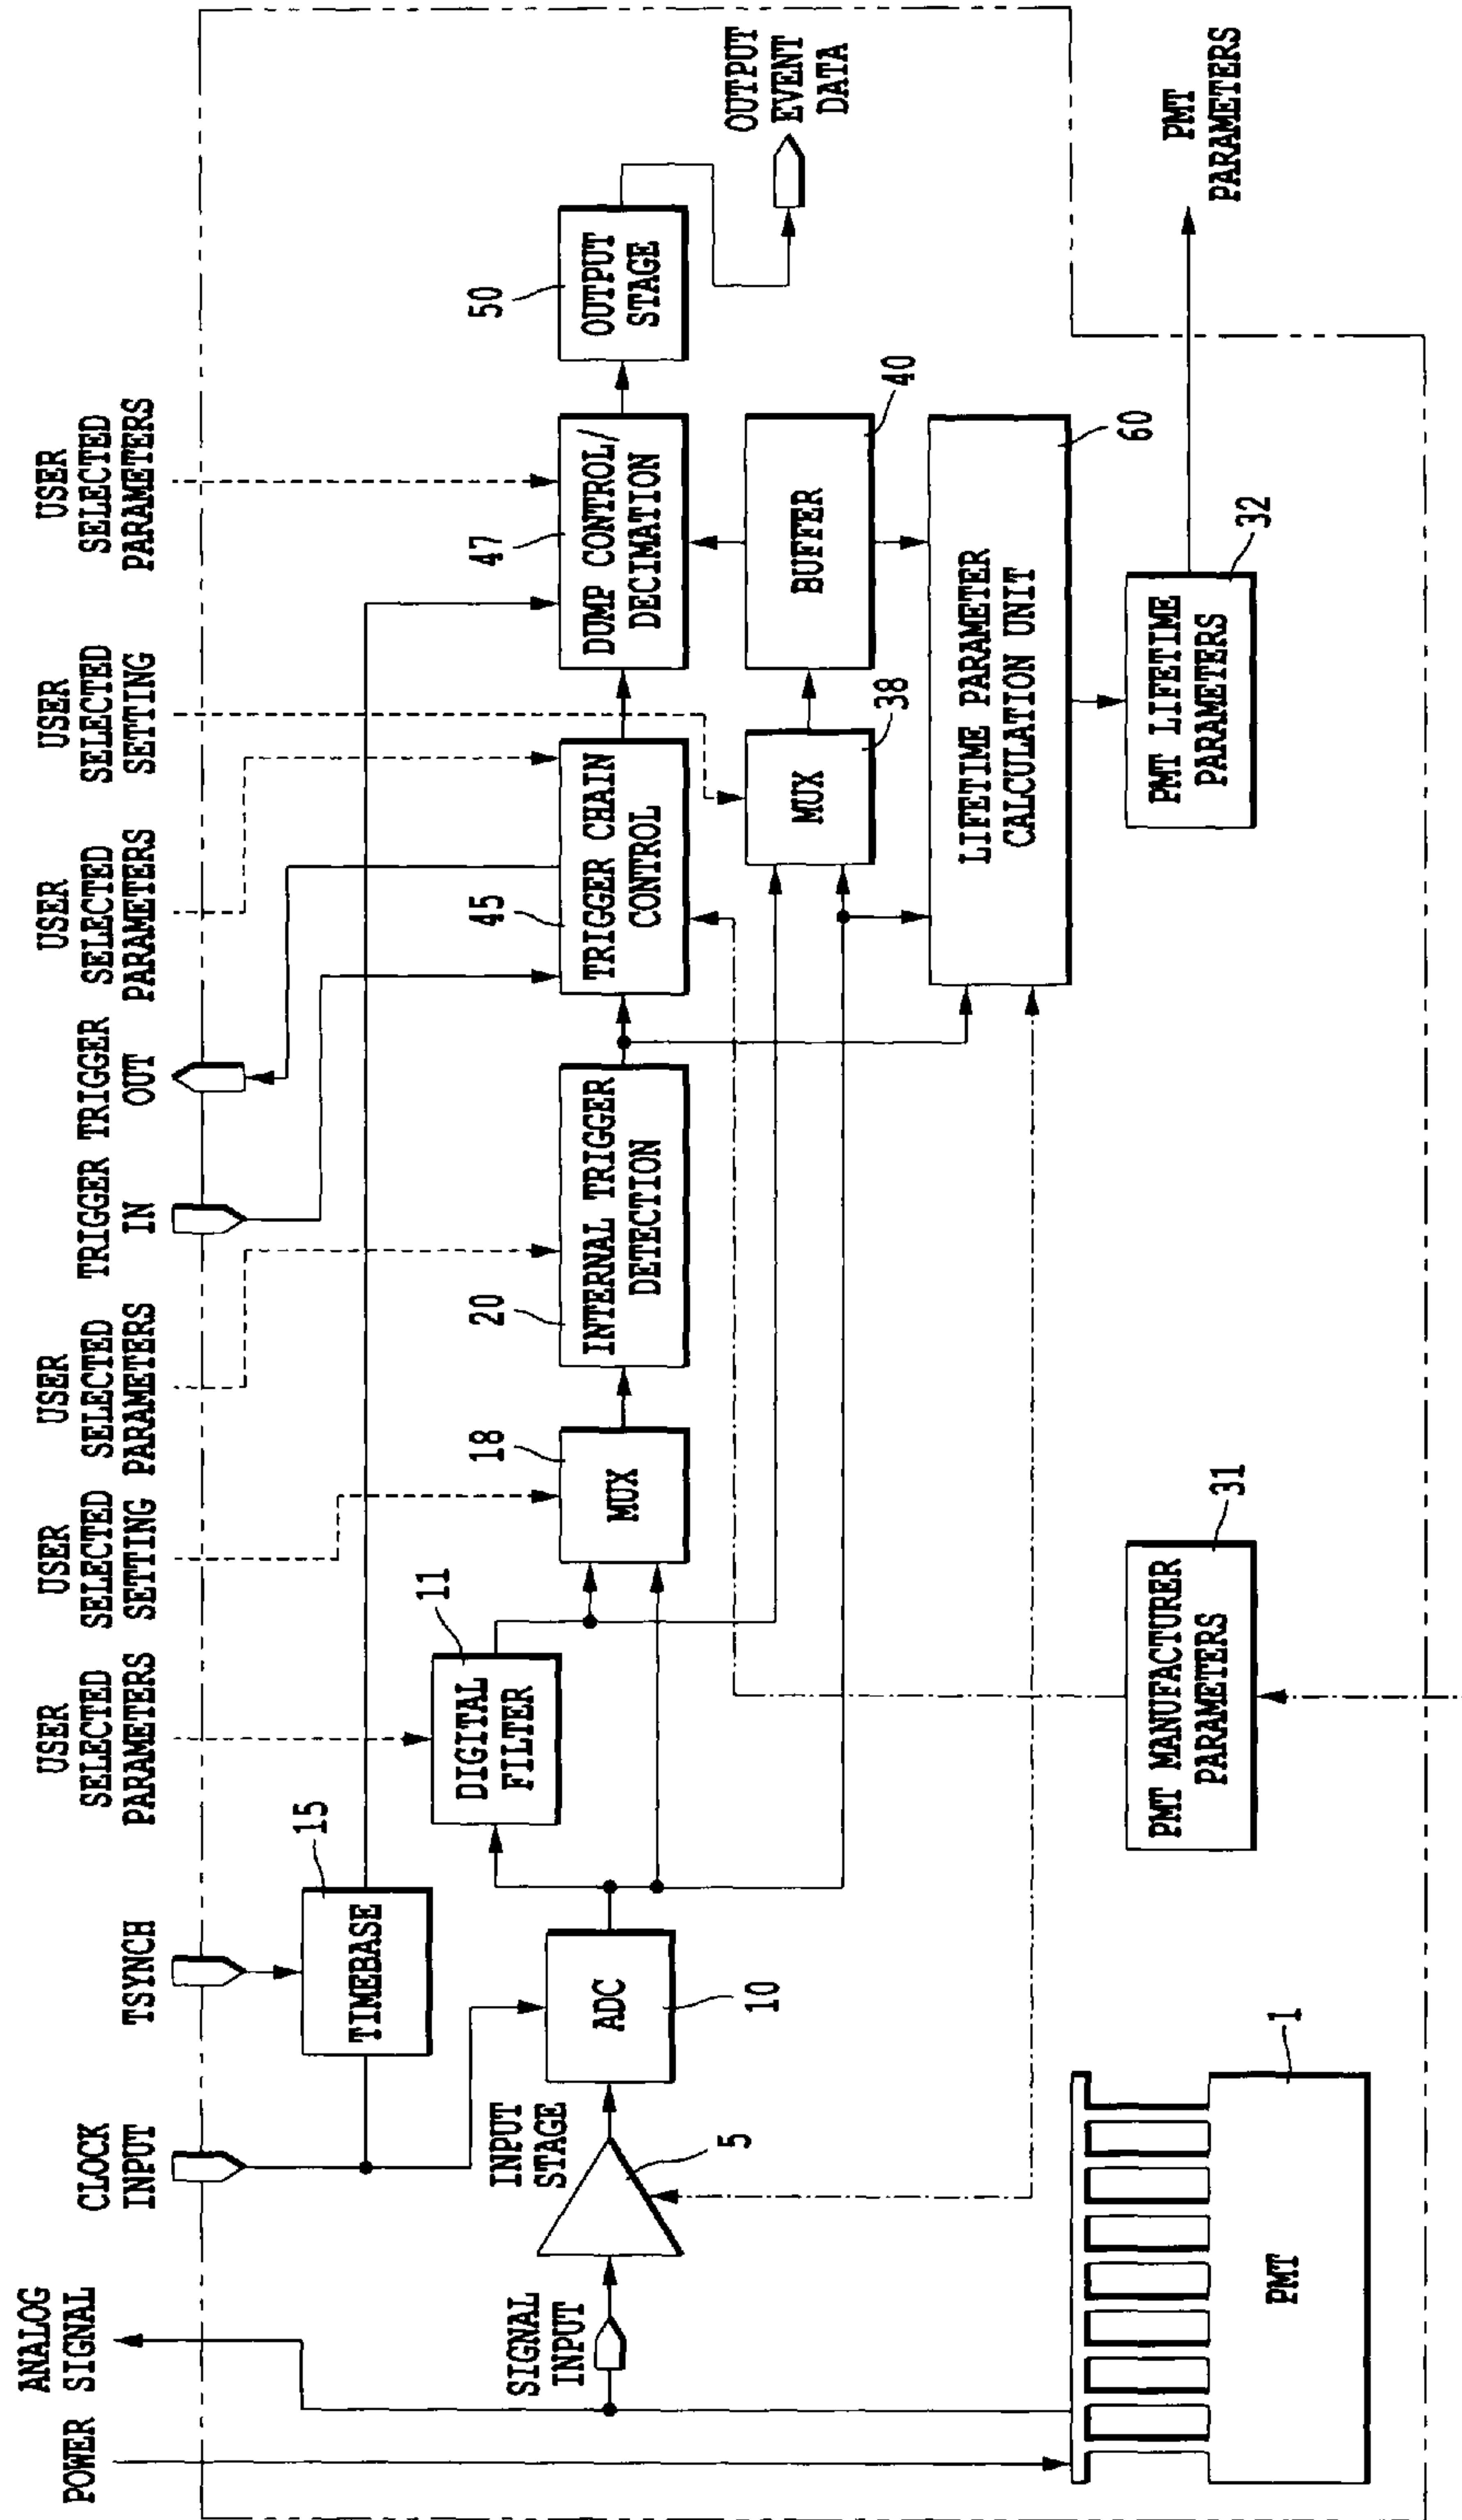 POWER
ANALOG
SIGNAL
CLOCK
INPUT
TSYNCH
USER
SELECTED
PARAMETERS
USER
SELECTED
SETTING
USER
SELECTED
PARAMETERS
TRIGGER
IN
TRIGGER
OUT
USER
SELECTED
PARAMETERS
USER
SELECTED
SETTING
USER
SELECTED
PARAMETERS
15
TIMEBASE
11
DIGITAL
FILTER
SIGNAL
INPUT
INPUT
STAGE
5
ADC
10
18
MUX
20
INTERNAL TRIGGER
DETECTION
45
TRIGGER CHAIN
CONTROL
47
DUMP CONTROL/
DECIMATION
50
OUTPUT
STAGE
OUTPUT
EVENT
DATA
MUX
38
BUFFER
40
LIFETIME PARAMETER
CALCULATION UNIT
60
PMT
1
PMT MANUFACTURER
PARAMETERS
31
PMT LIFETIME
PARAMETERS
32
PMT
PARAMETERS